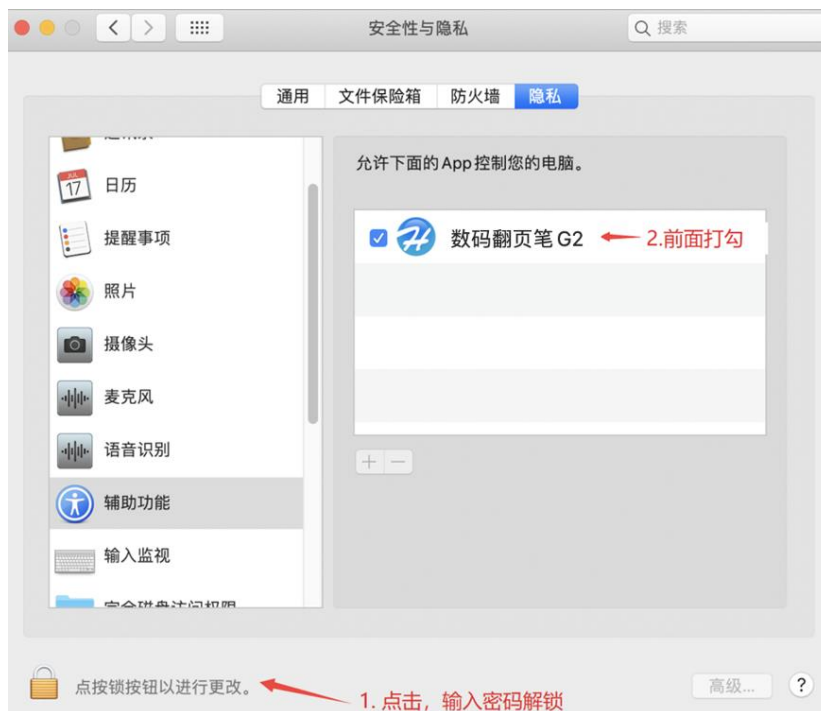 安全性与隐私
搜索
通用
文件保险箱
防火墙
隐私
JUL
17
日历
提醒事项
照片
摄像头
麦克风
语音识别
辅助功能
输入监视
允许下面的App控制您的电脑。
数码翻页笔 G2
2.前面打勾
点按锁按钮以进行更改。
1. 点击，输入密码解锁
高级...
?